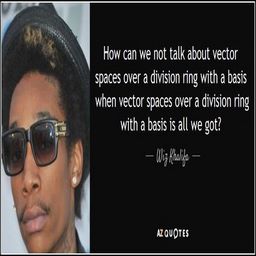 How can we not talk about vector
spaces over a division ring with a basis
when vector spaces over a division ring
with a basis is all we got?
— Wiz Khalifa —
AZ QUOTES